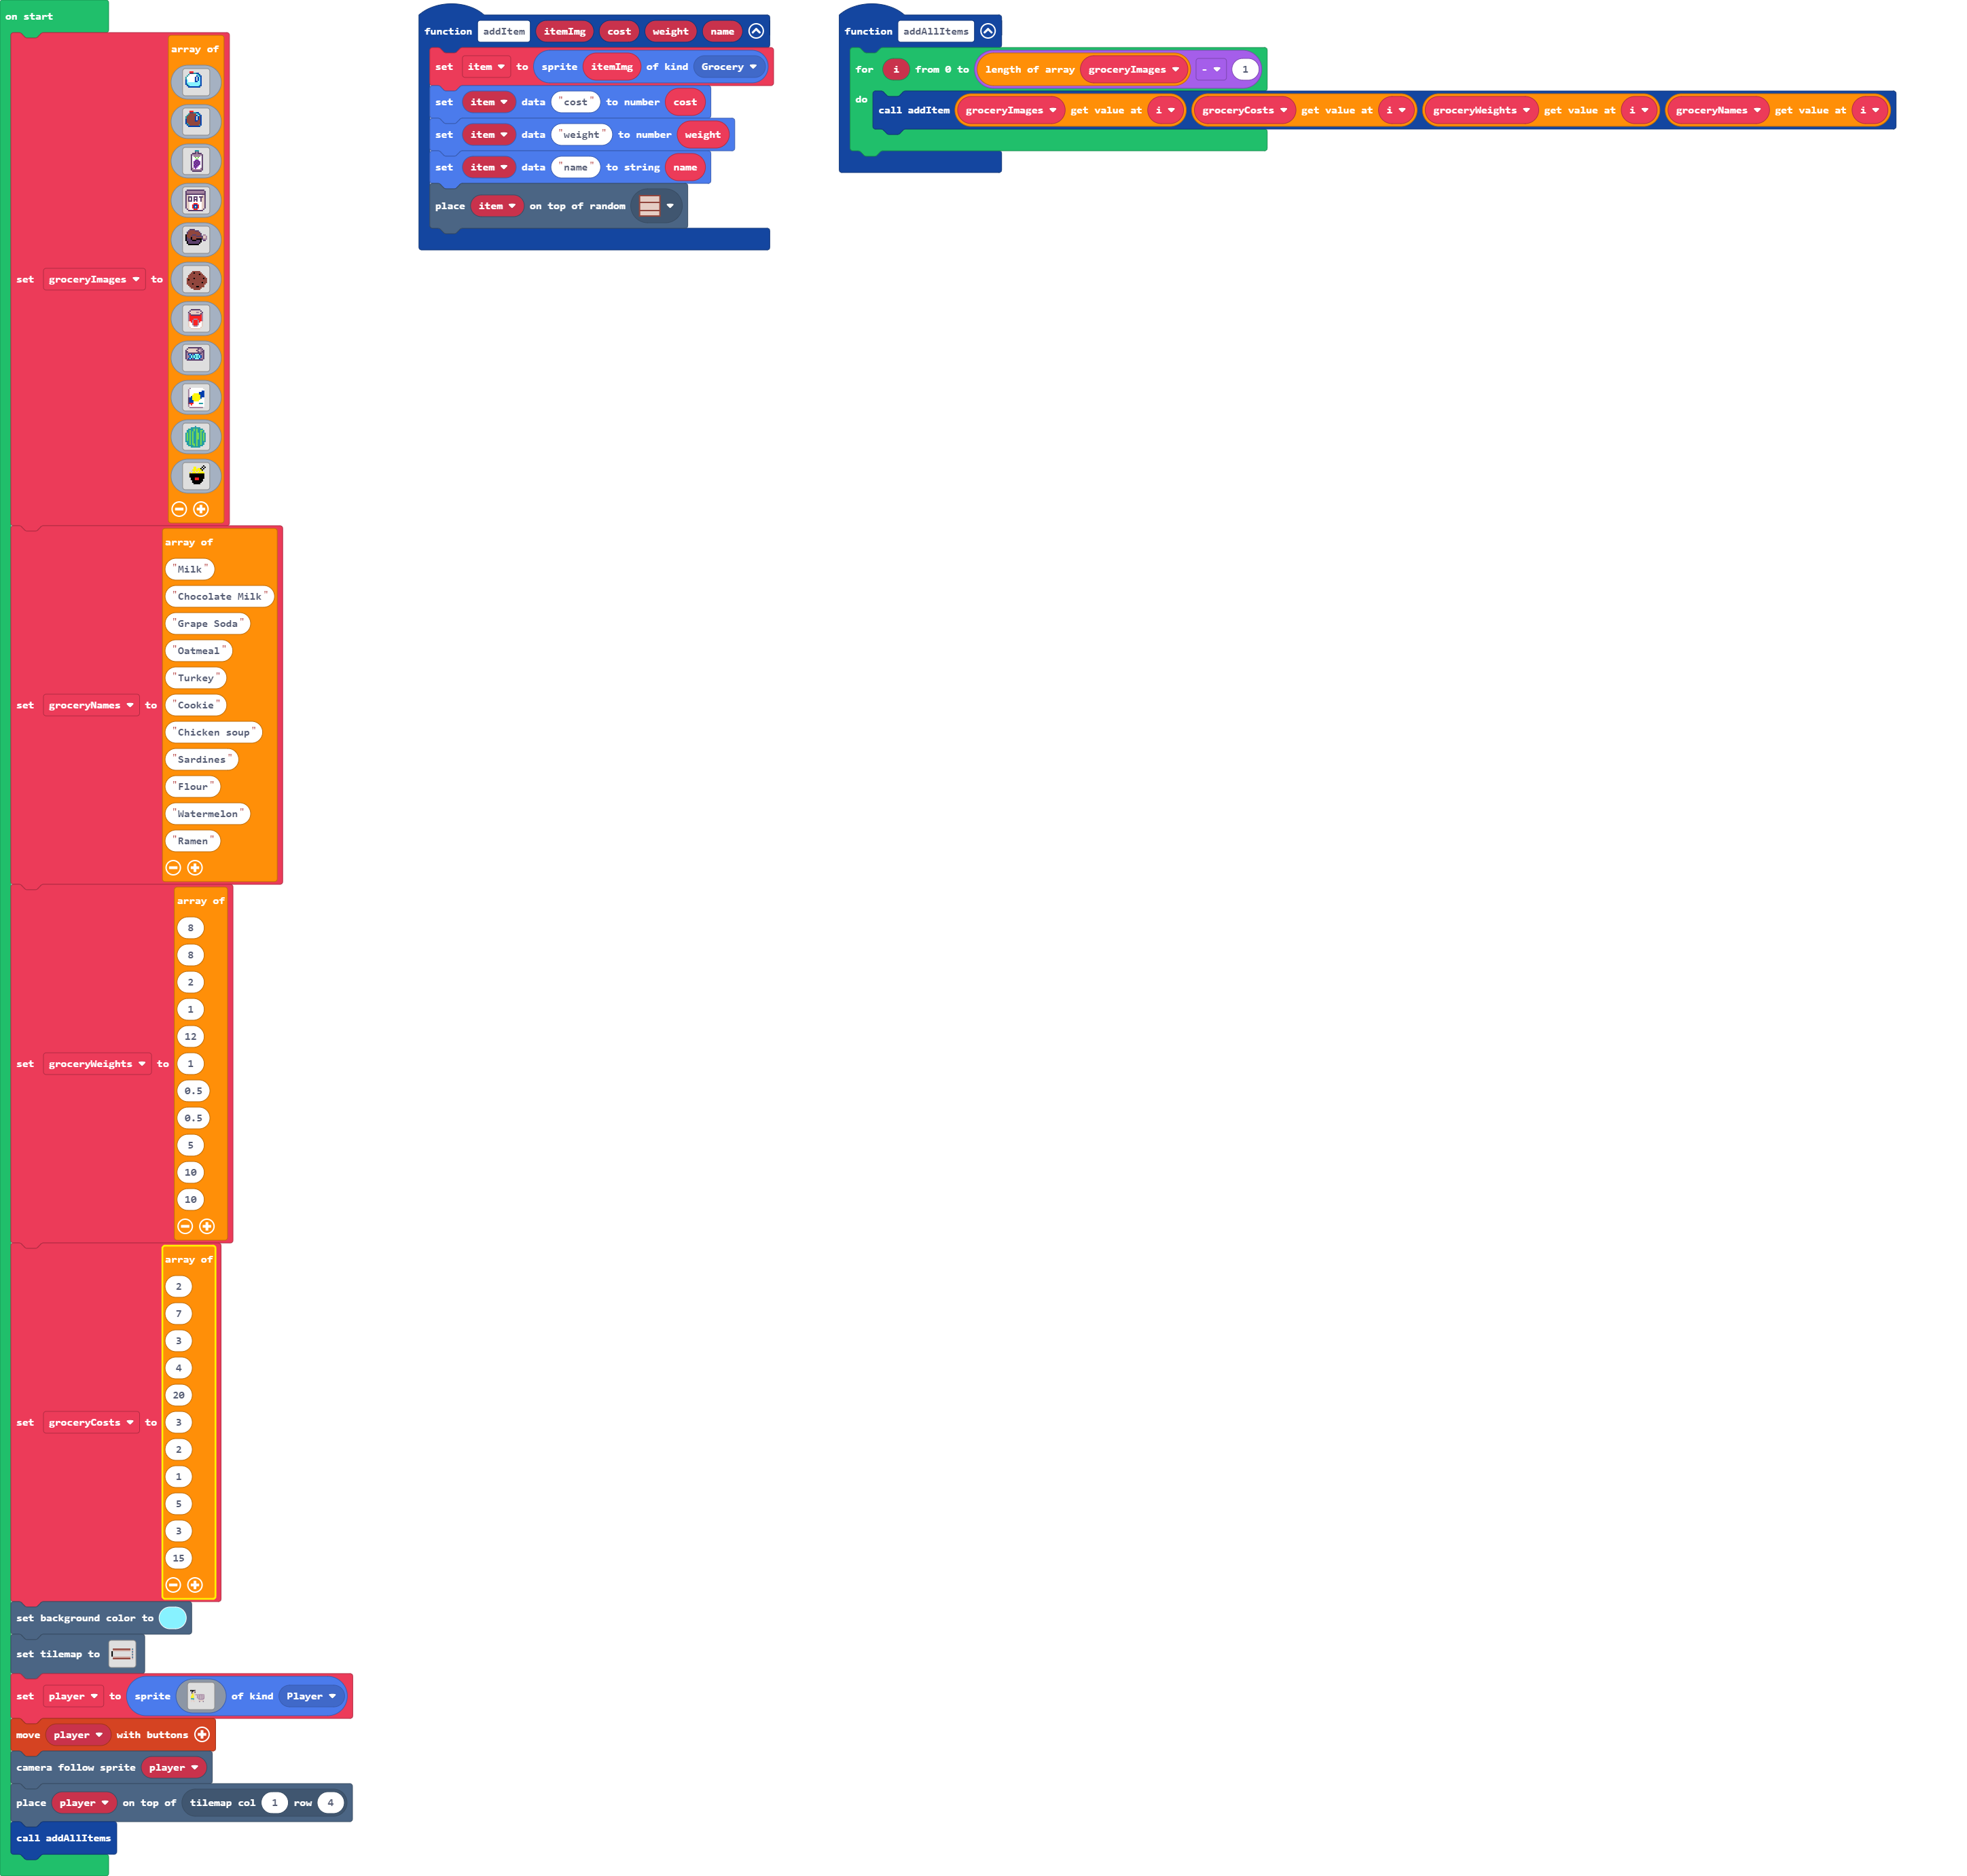 on start
array of
OAT
set groceryImages to
array of
"Milk"
"Chocolate Milk"
"Grape Soda"
"Oatmeal"
"Turkey"
set groceryNames to "Cookie"
"Chicken soup"
"Sardines"
"Flour"
"Watermelon"
"Ramen"
array of
8
8
2
1
12
set groceryWeights to 1
0.5
0.5
5
10
10
array of
2
7
3
4
20
set groceryCosts to 3
2
1
5
3
15
set background color to
set tilemap to
set player to sprite of kind Player
move player with buttons
camera follow sprite player
place player on top of tilemap col 1 row 4
call addAllItems
function addItem itemImg cost weight name
set item to sprite itemImg of kind Grocery
set item data "cost" to number cost
set item data "weight" to number weight
set item data "name" to string name
place item on top of random
function addAllItems
for i from 0 to length of array groceryImages - 1
do call addItem groceryImages get value at i groceryCosts get value at i groceryWeights get value at i groceryNames get value at i